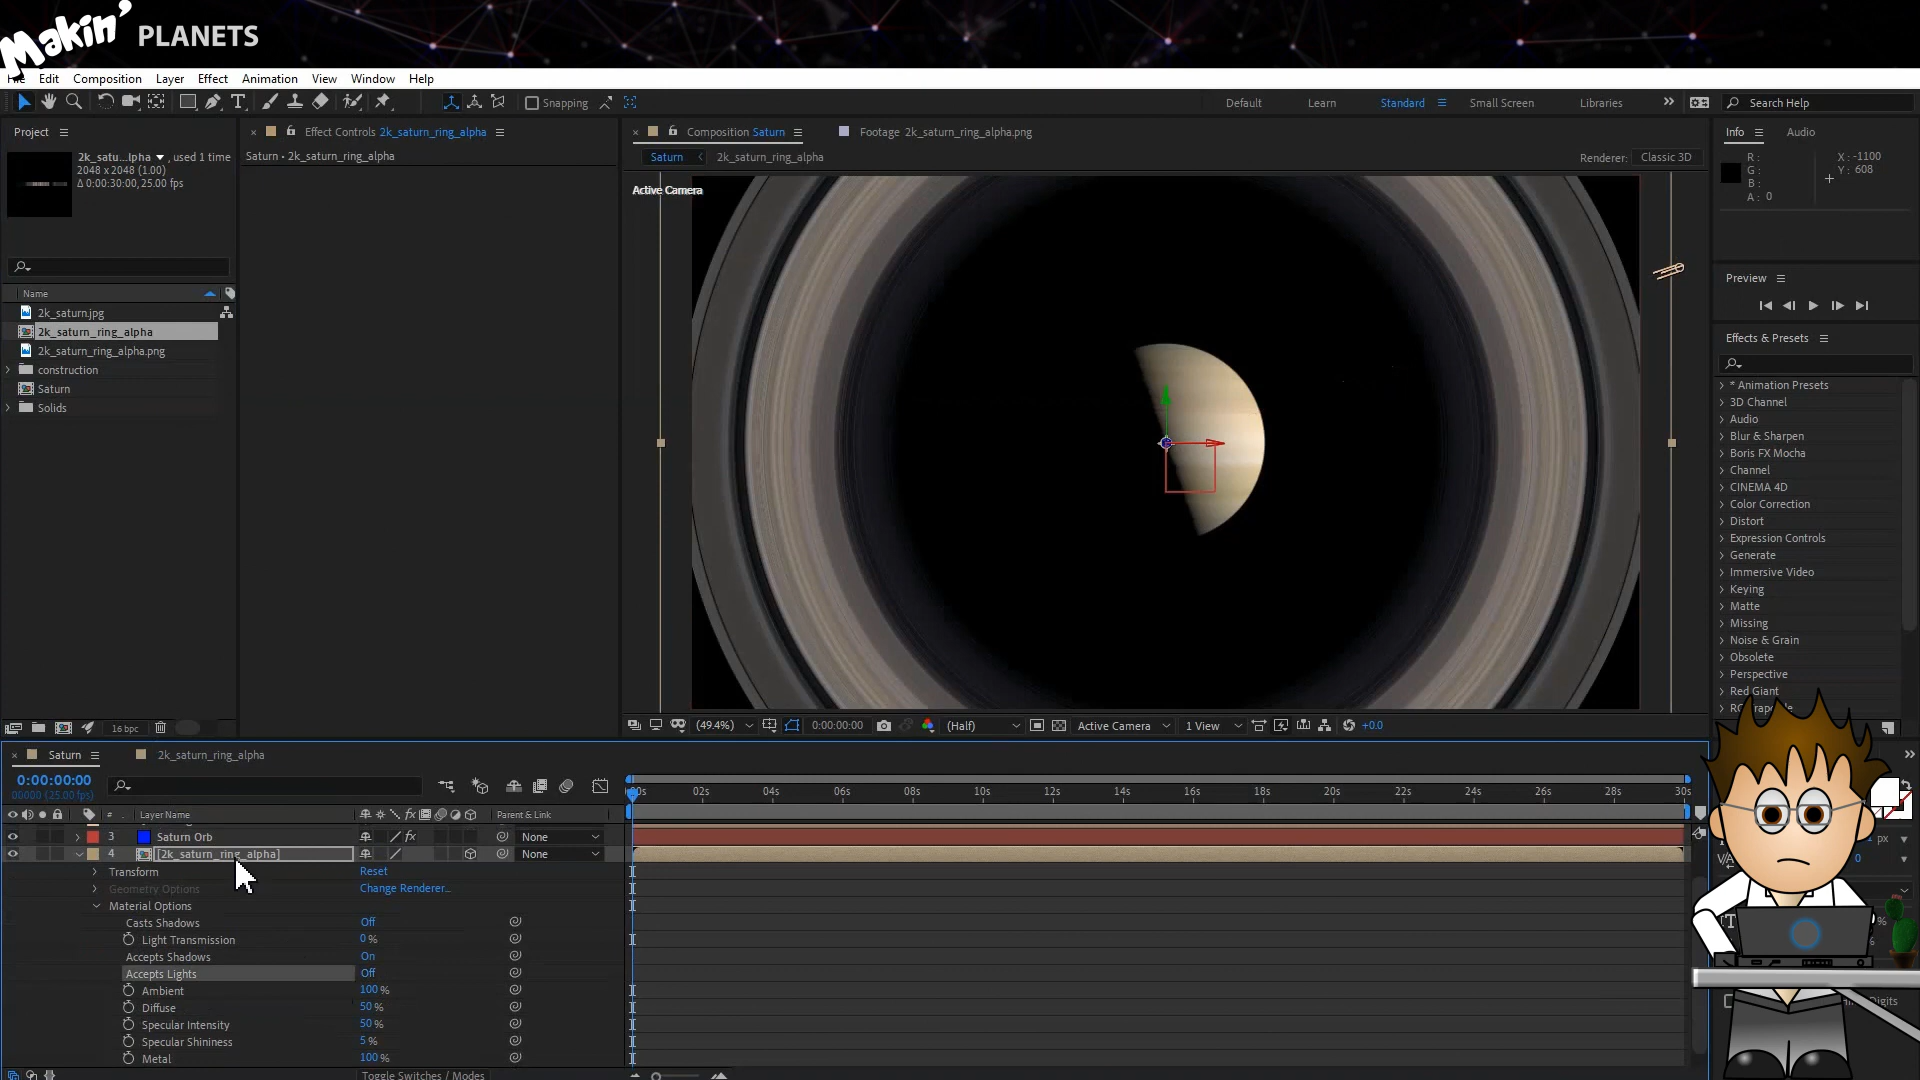 Makin' PLANETS
File Edit Composition Layer Effect Animation View Window Help
Snapping
Default Learn Standard Small Screen Libraries Search Help
Project
2k_satu...lpha , used 1 time
2048 x 2048 (1.00)
Δ 0:00:30:00, 25.00 fps
Name
2k_saturn.jpg
2k_saturn_ring_alpha
2k_saturn_ring_alpha.png
construction
Saturn
Solids
16 bpc
Effect Controls 2k_saturn_ring_alpha
Saturn • 2k_saturn_ring_alpha
Composition Saturn
Footage 2k_saturn_ring_alpha.png
Saturn
2k_saturn_ring_alpha
Renderer: Classic 3D
Active Camera
(49.4%) 0:00:00:00 (Half) Active Camera 1 View +0.0
Info Audio
R :
G :
B :
A : 0
X : -1100
Y : 608
Preview
Effects & Presets
* Animation Presets
3D Channel
Audio
Blur & Sharpen
Boris FX Mocha
Channel
CINEMA 4D
Color Correction
Distort
Expression Controls
Generate
Immersive Video
Keying
Matte
Missing
Noise & Grain
Obsolete
Perspective
Red Giant
Saturn
2k_saturn_ring_alpha
0:00:00:00
00000 (25.00 fps)
# Layer Name Parent & Link
02s 04s 06s 08s 10s 12s 14s 16s 18s 20s 22s 24s 26s 28s 30s
3 Saturn Orb fx None
4 [2k_saturn_ring_alpha] None
Transform Reset
Geometry Options Change Renderer...
Material Options
Casts Shadows Off
Light Transmission 0 %
Accepts Shadows On
Accepts Lights Off
Ambient 100 %
Diffuse 50 %
Specular Intensity 50 %
Specular Shininess 5 %
Metal 100 %
Toggle Switches / Modes
px
0
%
Digits